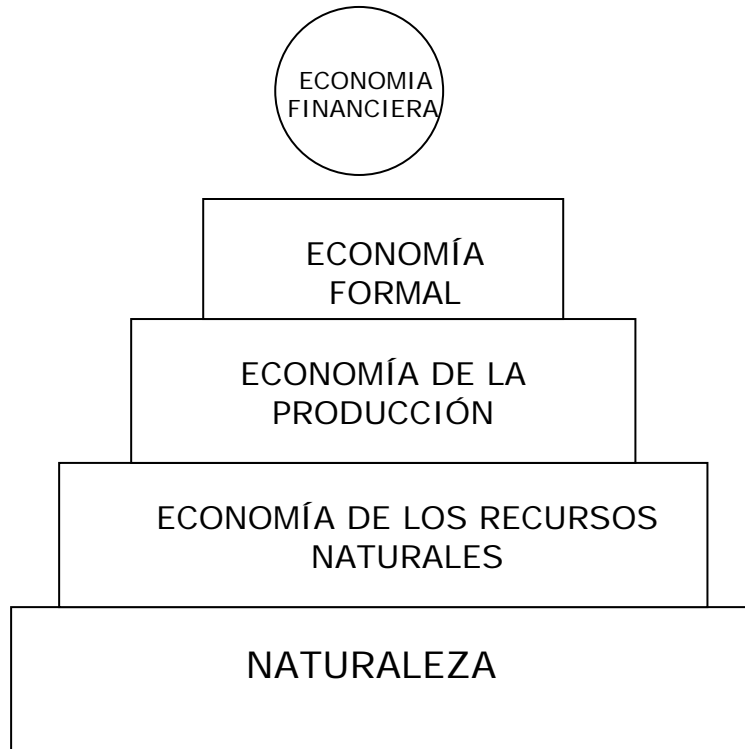 ECONOMIA
FINANCIERA
ECONOMÍA
FORMAL
ECONOMÍA DE LA
PRODUCCIÓN
ECONOMÍA DE LOS RECURSOS
NATURALES
NATURALEZA